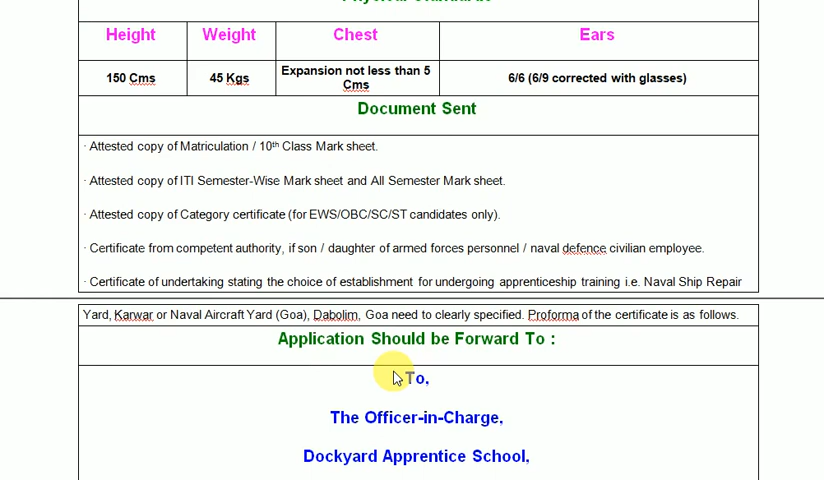 Physical Standards
Height Weight Chest Ears
150 Cms 45 Kgs Expansion not less than 5 Cms 6/6 (6/9 corrected with glasses)
Document Sent
· Attested copy of Matriculation / 10th Class Mark sheet.
· Attested copy of ITI Semester-Wise Mark sheet and All Semester Mark sheet.
· Attested copy of Category certificate (for EWS/OBC/SC/ST candidates only).
· Certificate from competent authority, if son / daughter of armed forces personnel / naval defence civilian employee.
· Certificate of undertaking stating the choice of establishment for undergoing apprenticeship training i.e. Naval Ship Repair
Yard, Karwar or Naval Aircraft Yard (Goa), Dabolim, Goa need to clearly specified. Proforma of the certificate is as follows.
Application Should be Forward To :
To,
The Officer-in-Charge,
Dockyard Apprentice School,